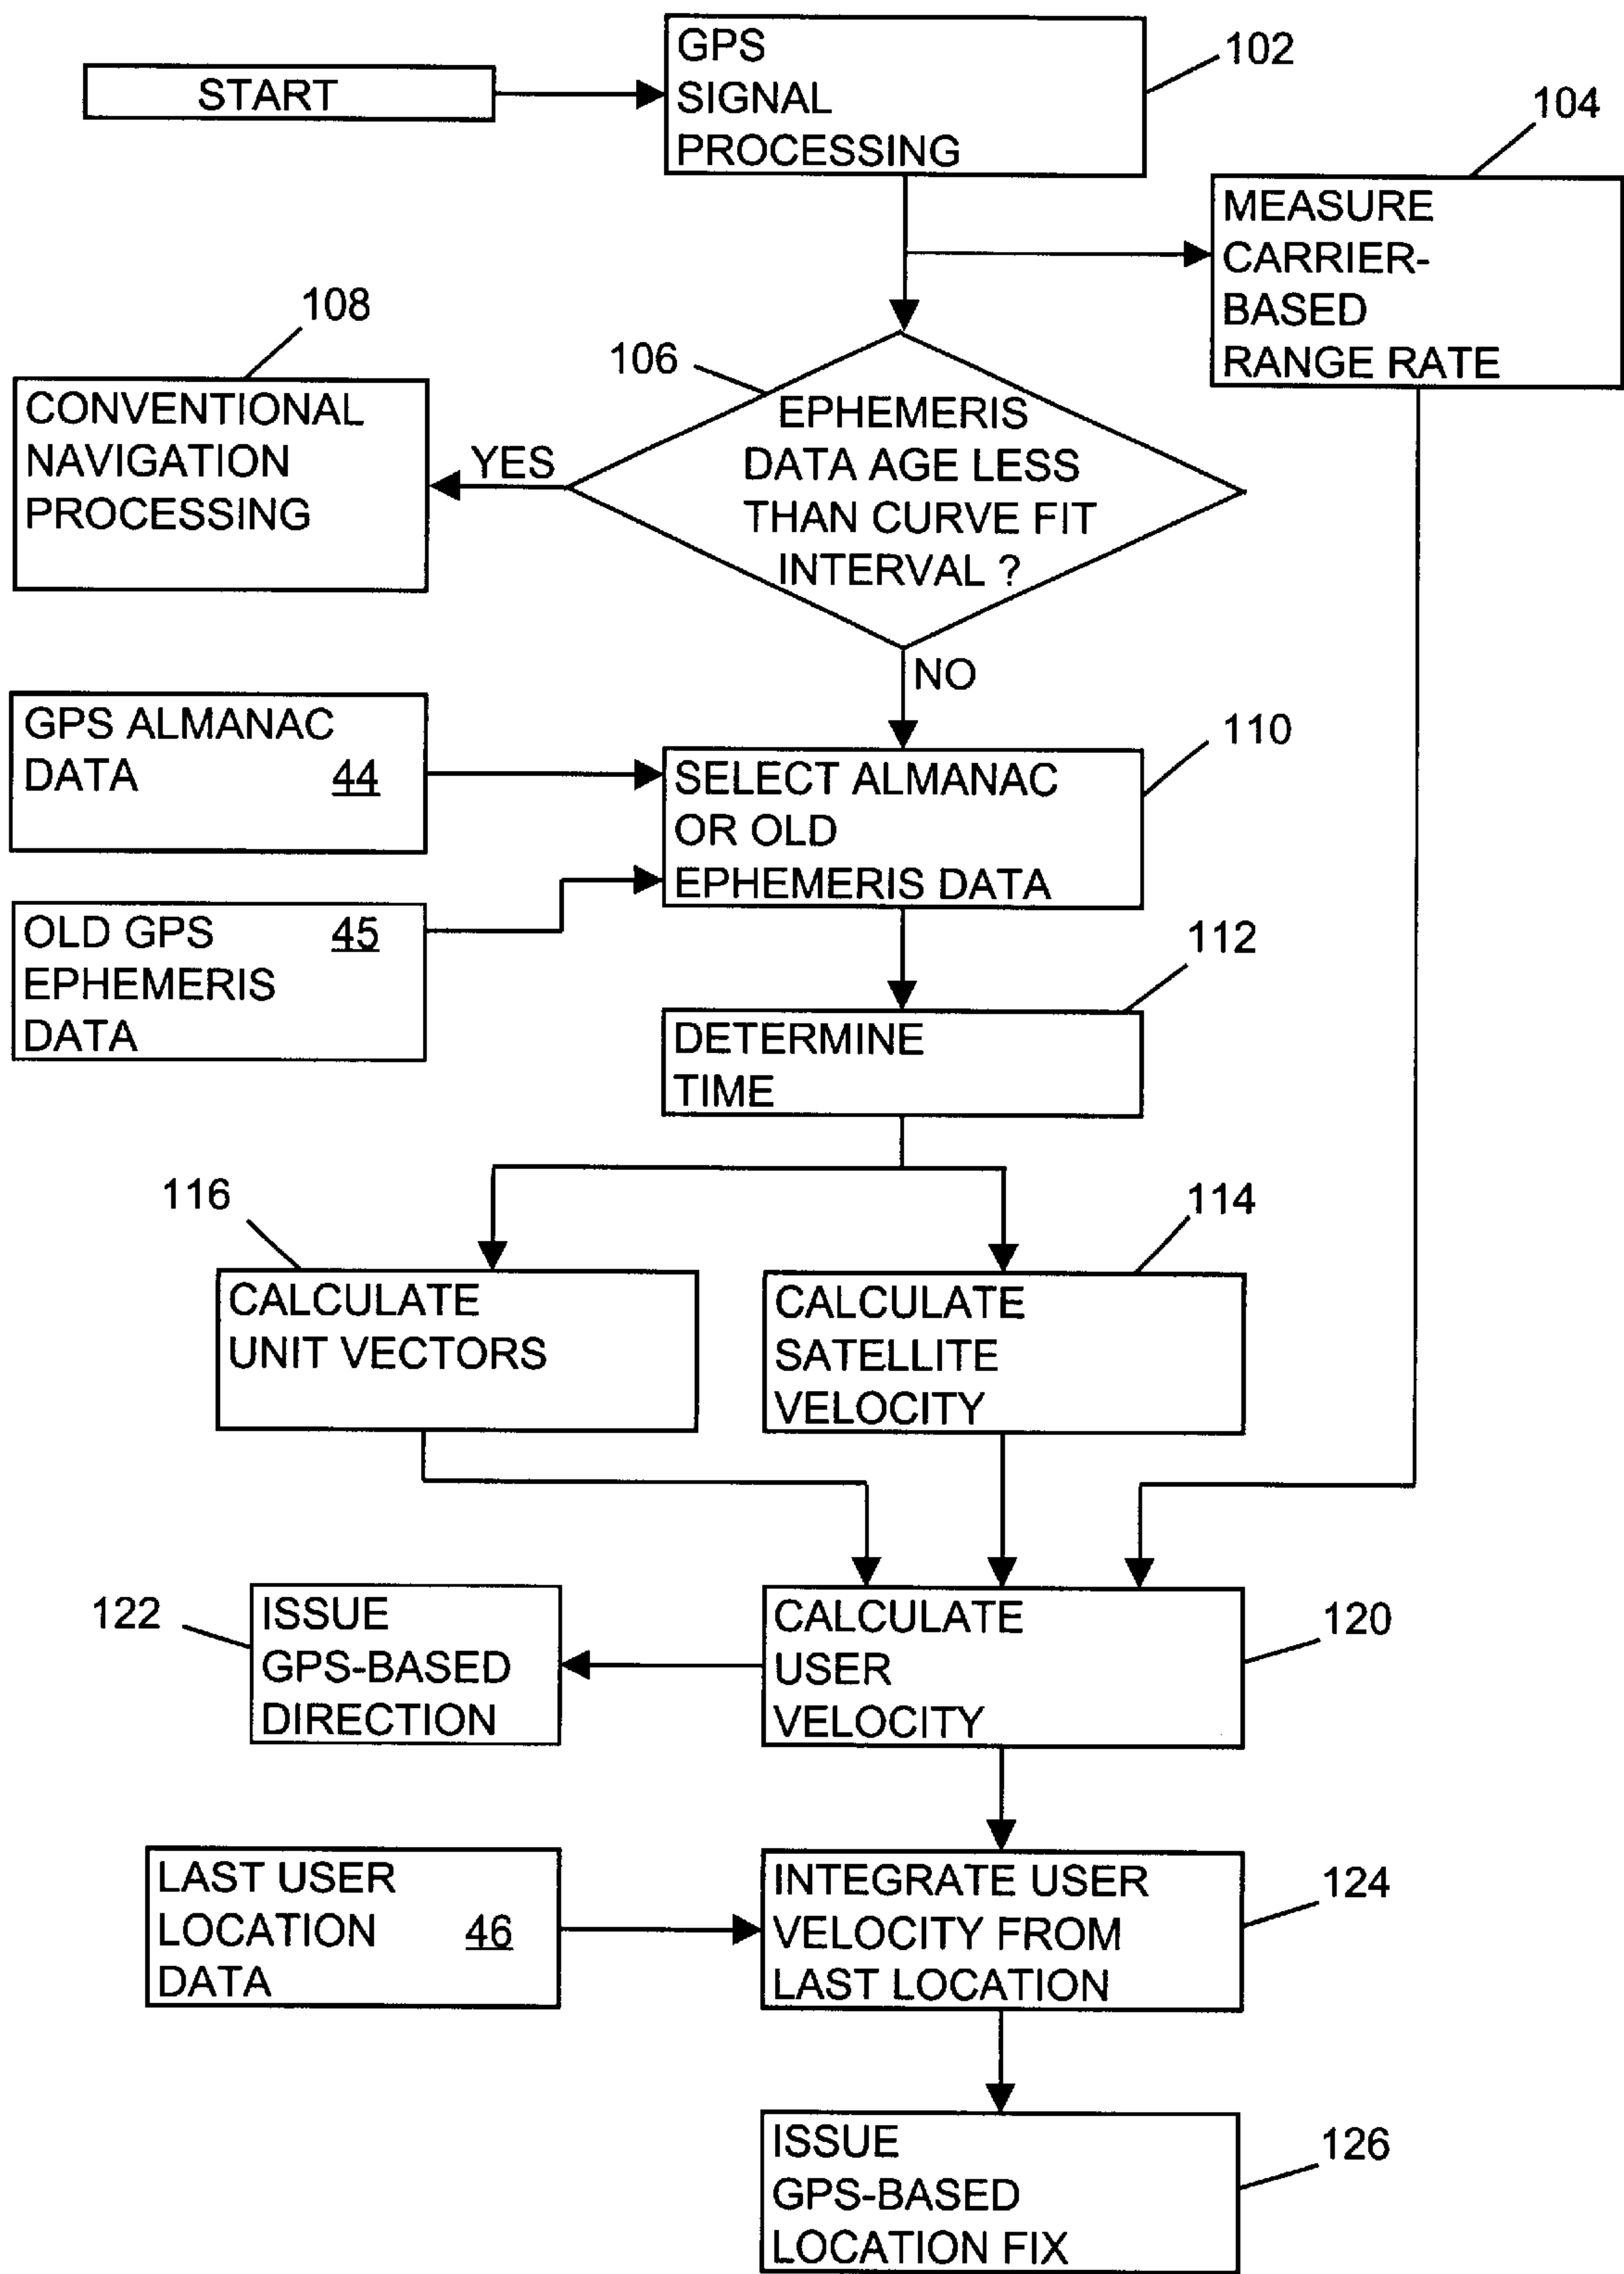 START
GPS
SIGNAL
PROCESSING
102
104
MEASURE
CARRIER-
BASED
RANGE RATE
108
CONVENTIONAL
NAVIGATION
PROCESSING
YES
106
EPHEMERIS
DATA AGE LESS
THAN CURVE FIT
INTERVAL ?
NO
GPS ALMANAC
DATA 44
110
SELECT ALMANAC
OR OLD
EPHEMERIS DATA
OLD GPS 45
EPHEMERIS
DATA
112
DETERMINE
TIME
116
114
CALCULATE
UNIT VECTORS
CALCULATE
SATELLITE
VELOCITY
122
ISSUE
GPS-BASED
DIRECTION
CALCULATE
USER
VELOCITY
120
LAST USER
LOCATION 46
DATA
INTEGRATE USER
VELOCITY FROM
LAST LOCATION
124
ISSUE
GPS-BASED
LOCATION FIX
126